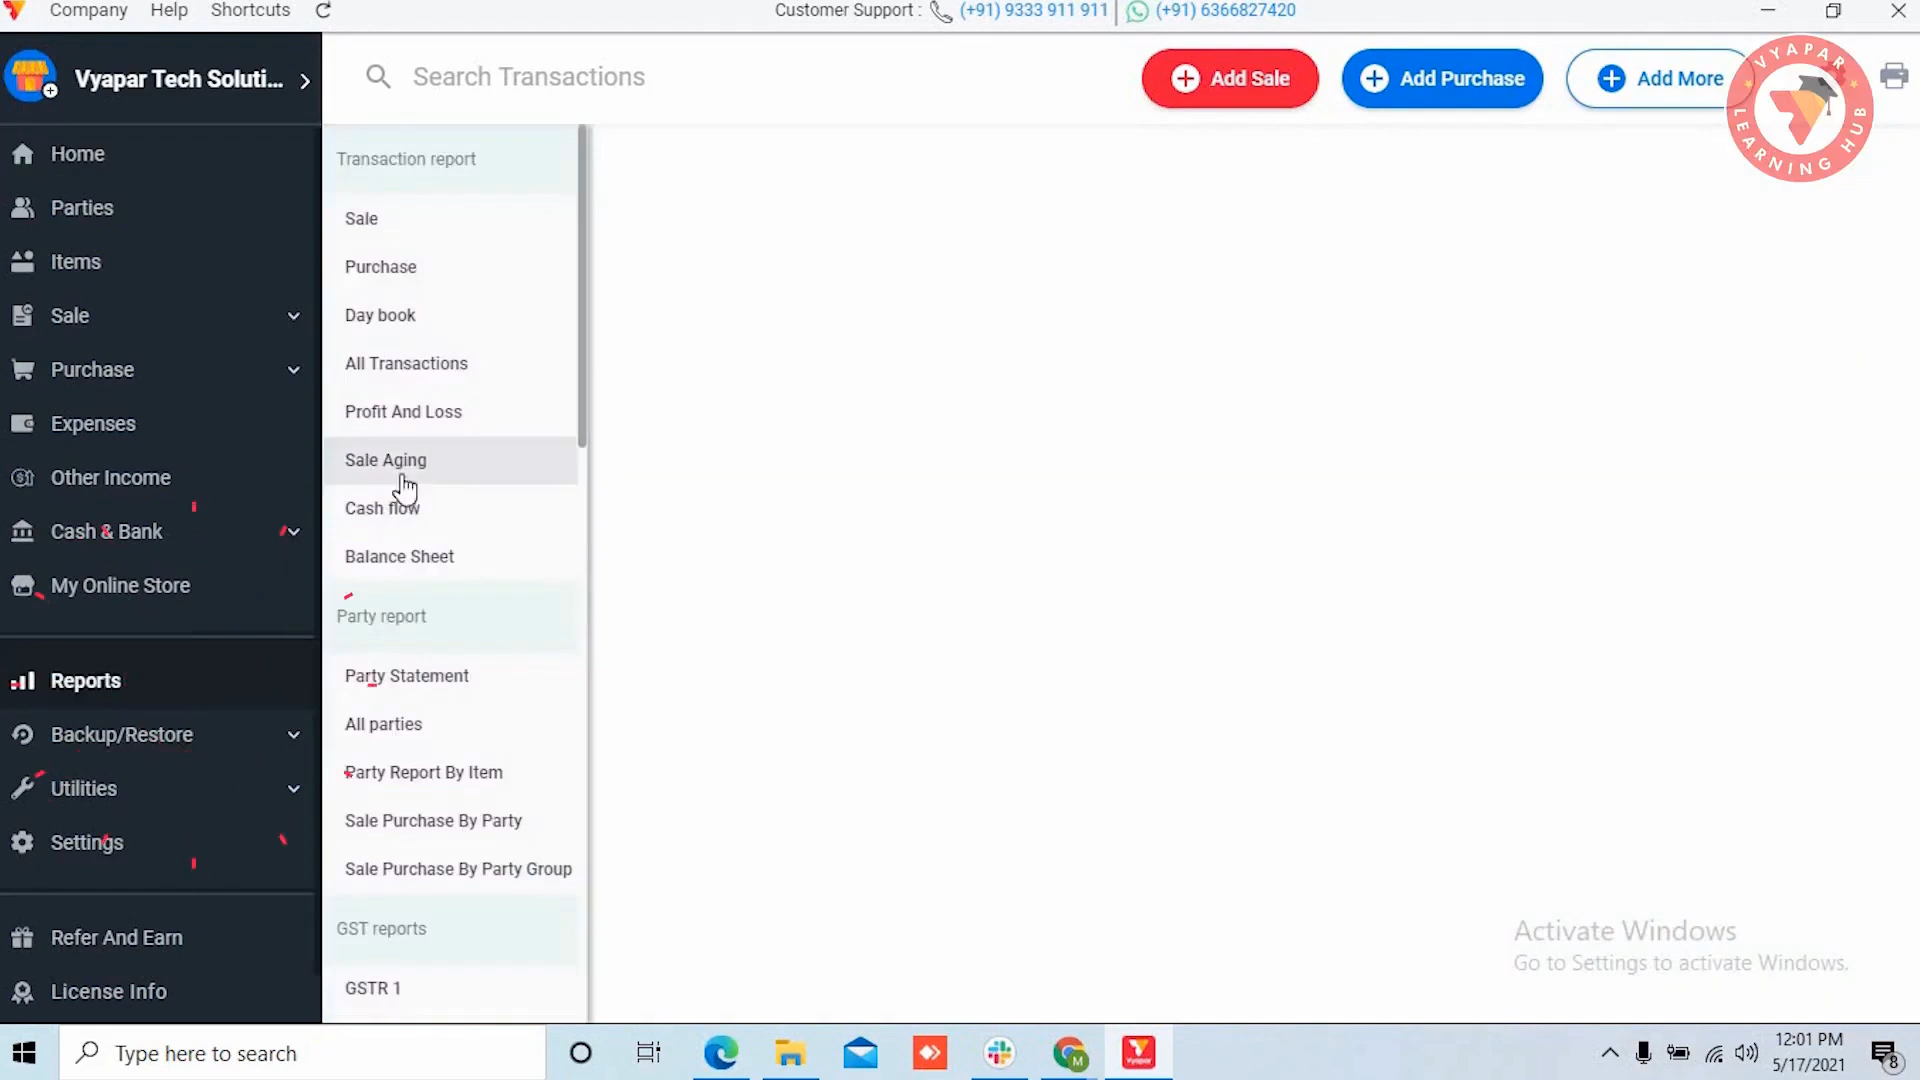 Company Help Shortcuts Customer Support : (+91) 9333 911 911 (+91) 6366827420
Vyapar Tech Soluti...
Search Transactions
Add Sale
Add Purchase
Add More
VYAPAR
LEARNING HUB
Home
Parties
Items
Sale
Purchase
Expenses
Other Income
Cash & Bank
My Online Store
Reports
Backup/Restore
Utilities
Settings
Refer And Earn
License Info
Transaction report
Sale
Purchase
Day book
All Transactions
Profit And Loss
Sale Aging
Cash flow
Balance Sheet
Party report
Party Statement
All parties
Party Report By Item
Sale Purchase By Party
Sale Purchase By Party Group
GST reports
GSTR 1
Activate Windows
Go to Settings to activate Windows.
Type here to search
M
Vyapar
12:01 PM
5/17/2021
8